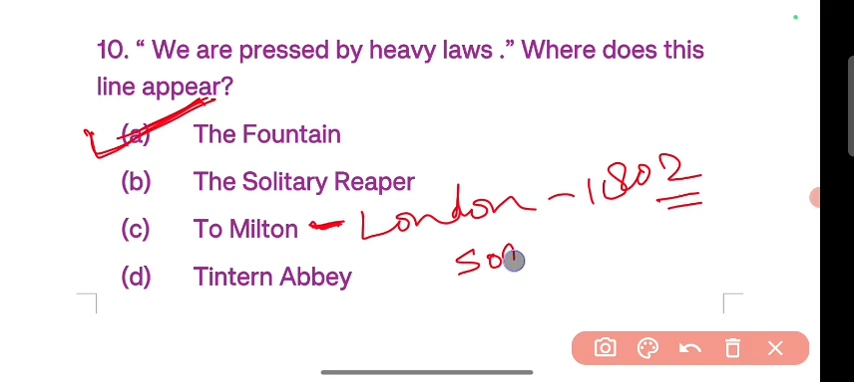 10. “ We are pressed by heavy laws .” Where does this
line appear?
(a) The Fountain
(b) The Solitary Reaper
(c) To Milton - London - 1802
(d) Tintern Abbey